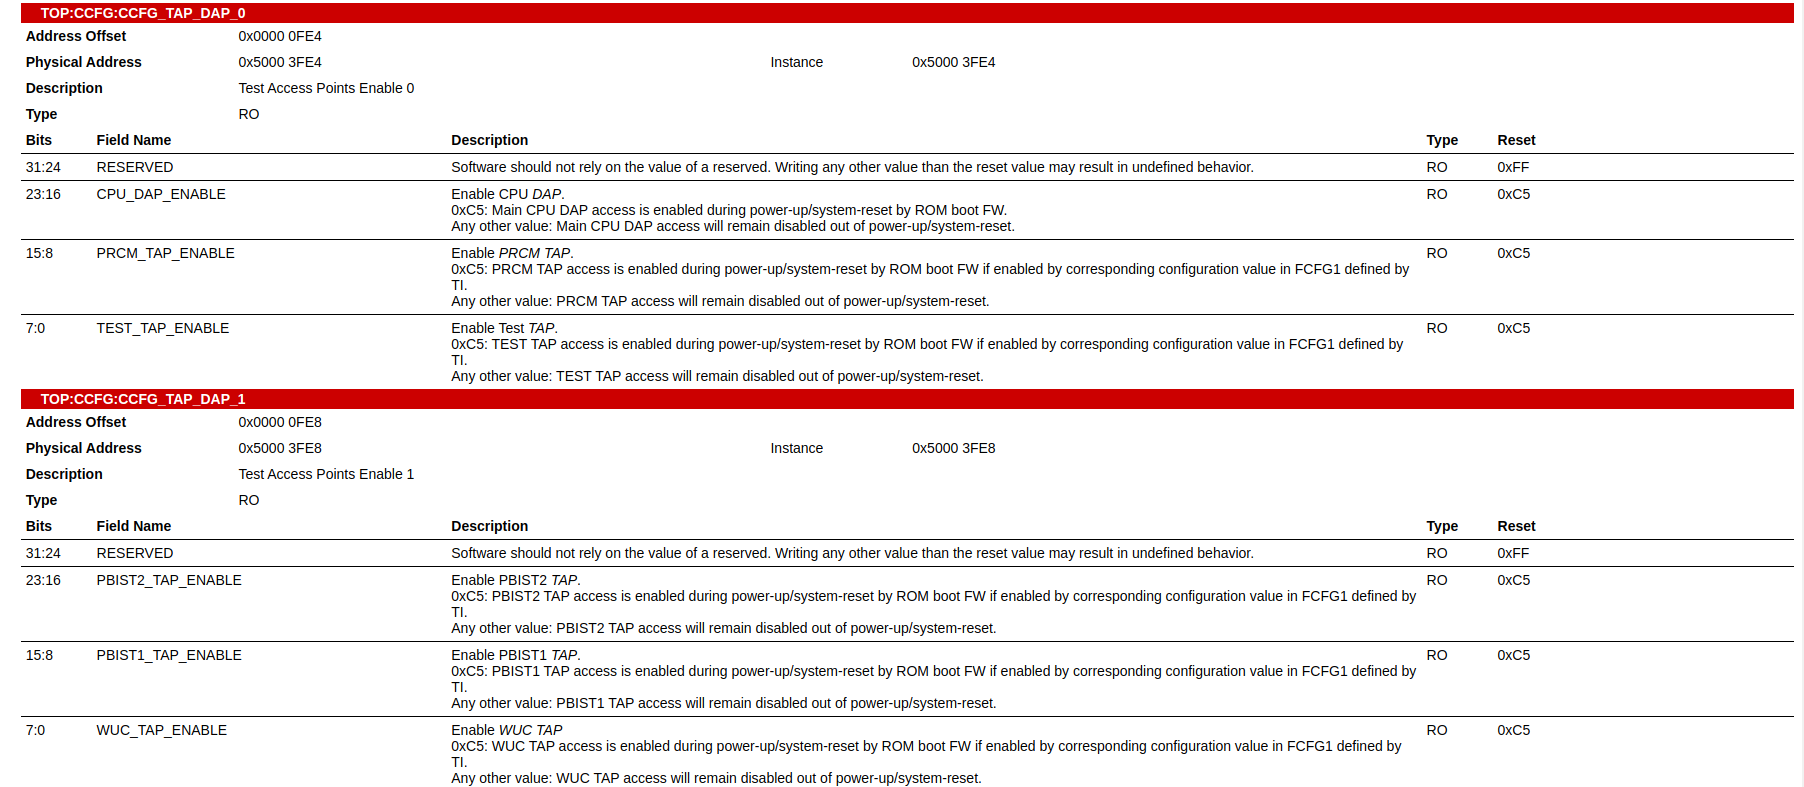 TOP:CCFG:CCFG_TAP_DAP_0
Address Offset 0x0000 0FE4
Physical Address 0x5000 3FE4 Instance 0x5000 3FE4
Description Test Access Points Enable 0
Type RO
Bits Field Name Description Type Reset
31:24 RESERVED Software should not rely on the value of a reserved. Writing any other value than the reset value may result in undefined behavior. RO 0xFF
23:16 CPU_DAP_ENABLE Enable CPU DAP. RO 0xC5
0xC5: Main CPU DAP access is enabled during power-up/system-reset by ROM boot FW.
Any other value: Main CPU DAP access will remain disabled out of power-up/system-reset.
15:8 PRCM_TAP_ENABLE Enable PRCM TAP. RO 0xC5
0xC5: PRCM TAP access is enabled during power-up/system-reset by ROM boot FW if enabled by corresponding configuration value in FCFG1 defined by
TI.
Any other value: PRCM TAP access will remain disabled out of power-up/system-reset.
7:0 TEST_TAP_ENABLE Enable Test TAP. RO 0xC5
0xC5: TEST TAP access is enabled during power-up/system-reset by ROM boot FW if enabled by corresponding configuration value in FCFG1 defined by
TI.
Any other value: TEST TAP access will remain disabled out of power-up/system-reset.
TOP:CCFG:CCFG_TAP_DAP_1
Address Offset 0x0000 0FE8
Physical Address 0x5000 3FE8 Instance 0x5000 3FE8
Description Test Access Points Enable 1
Type RO
Bits Field Name Description Type Reset
31:24 RESERVED Software should not rely on the value of a reserved. Writing any other value than the reset value may result in undefined behavior. RO 0xFF
23:16 PBIST2_TAP_ENABLE Enable PBIST2 TAP. RO 0xC5
0xC5: PBIST2 TAP access is enabled during power-up/system-reset by ROM boot FW if enabled by corresponding configuration value in FCFG1 defined by
TI.
Any other value: PBIST2 TAP access will remain disabled out of power-up/system-reset.
15:8 PBIST1_TAP_ENABLE Enable PBIST1 TAP. RO 0xC5
0xC5: PBIST1 TAP access is enabled during power-up/system-reset by ROM boot FW if enabled by corresponding configuration value in FCFG1 defined by
TI.
Any other value: PBIST1 TAP access will remain disabled out of power-up/system-reset.
7:0 WUC_TAP_ENABLE Enable WUC TAP RO 0xC5
0xC5: WUC TAP access is enabled during power-up/system-reset by ROM boot FW if enabled by corresponding configuration value in FCFG1 defined by
TI.
Any other value: WUC TAP access will remain disabled out of power-up/system-reset.